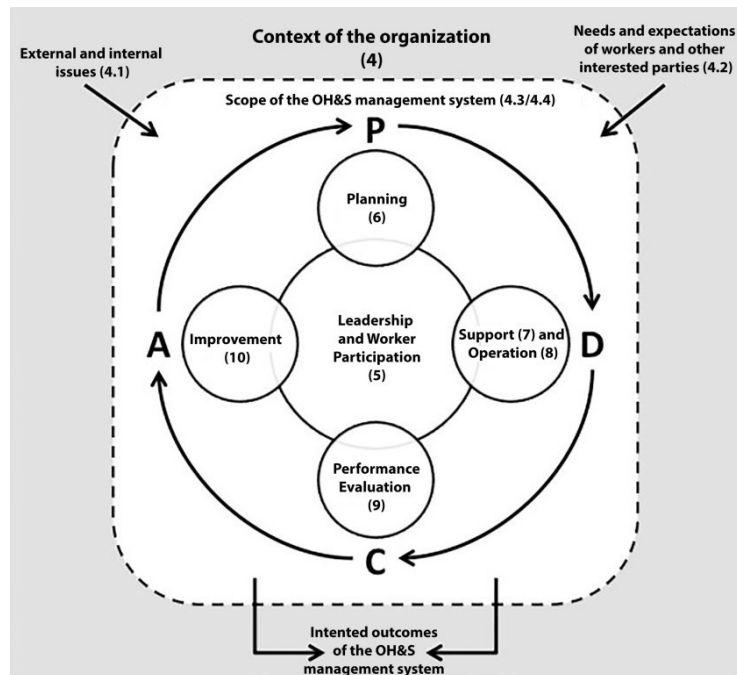 Context of the organization
(4)
External and internal
issues (4.1)
Needs and expectations
of workers and other
interested parties (4.2)
Scope of the OH&S management system (4.3/4.4)
P
Planning
(6)
A
Improvement
(10)
Leadership
and Worker
Participation
(5)
Support (7) and
Operation (8)
D
Performance
Evaluation
(9)
C
Intented outcomes
of the OH&S
management system